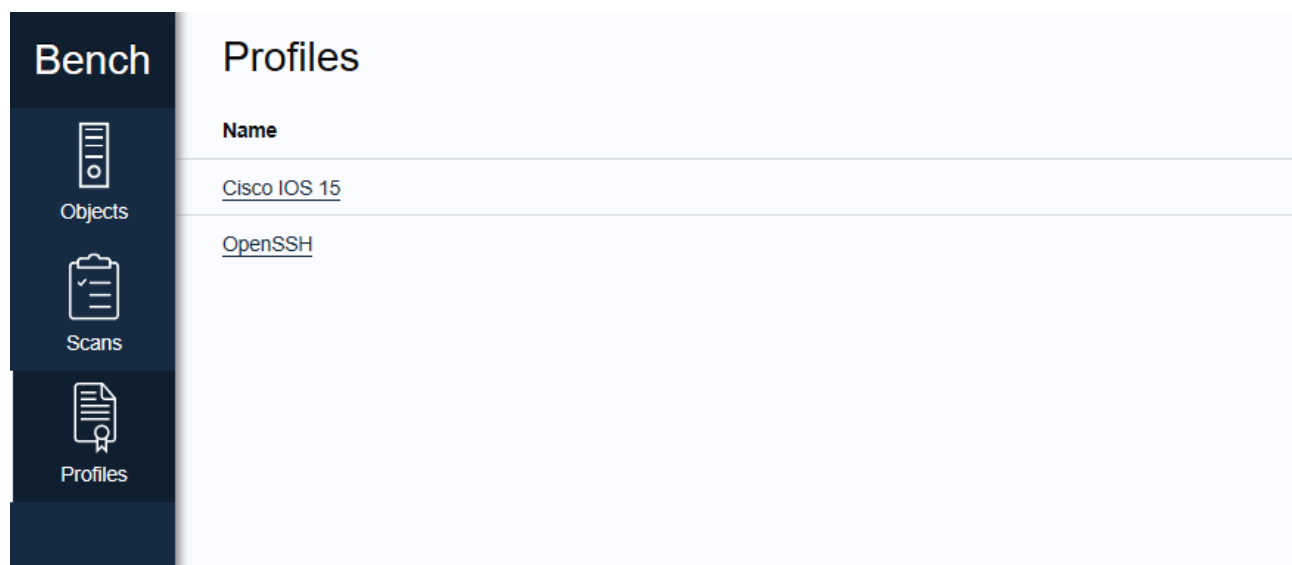 Bench
Objects
Scans
Profiles
Profiles
Name
Cisco IOS 15
OpenSSH